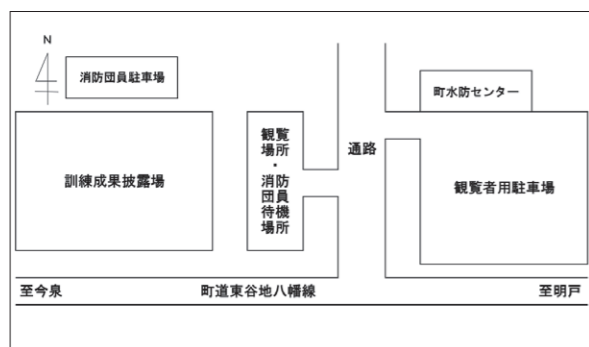 N
消防団員駐車場
町水防センター
訓練成果披露場
観覧
場所
・
消防
団員
待機
場所
通路
観覧者用駐車場
至今泉
町道東谷地八幡線
至明戸